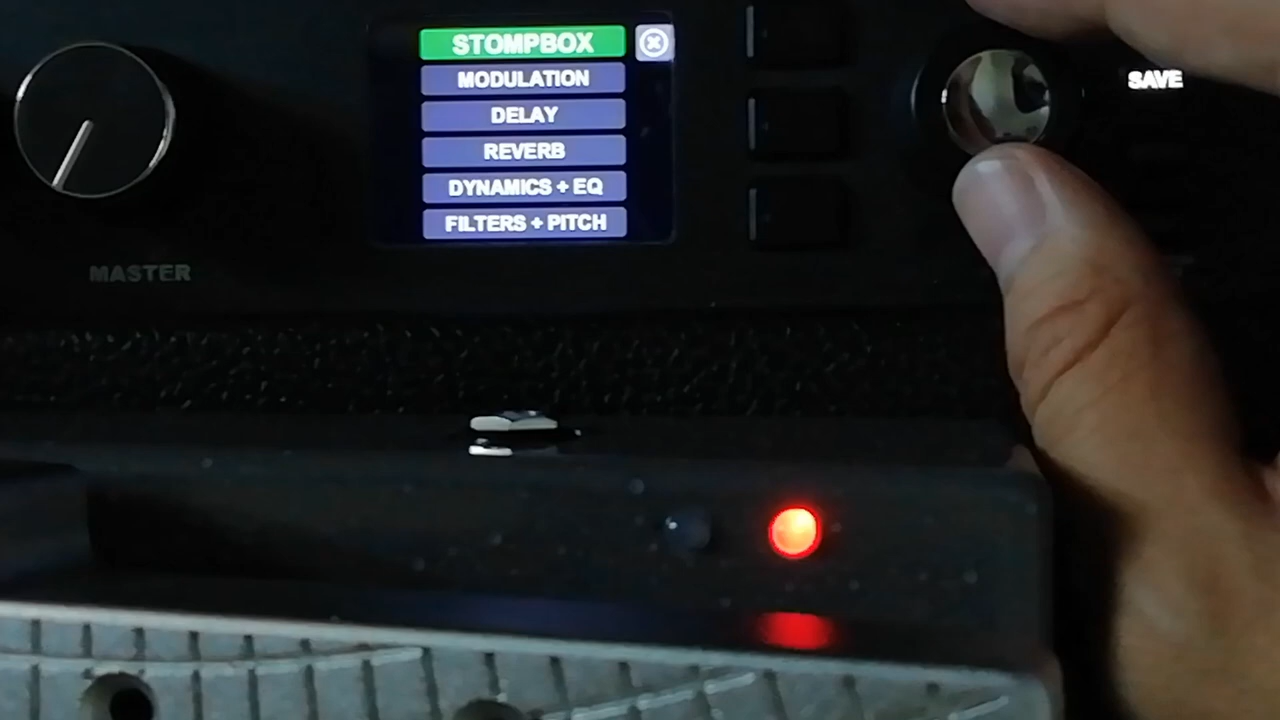 STOMPBOX
MODULATION
DELAY
REVERB
DYNAMICS + EQ
FILTERS + PITCH
SAVE
MASTER